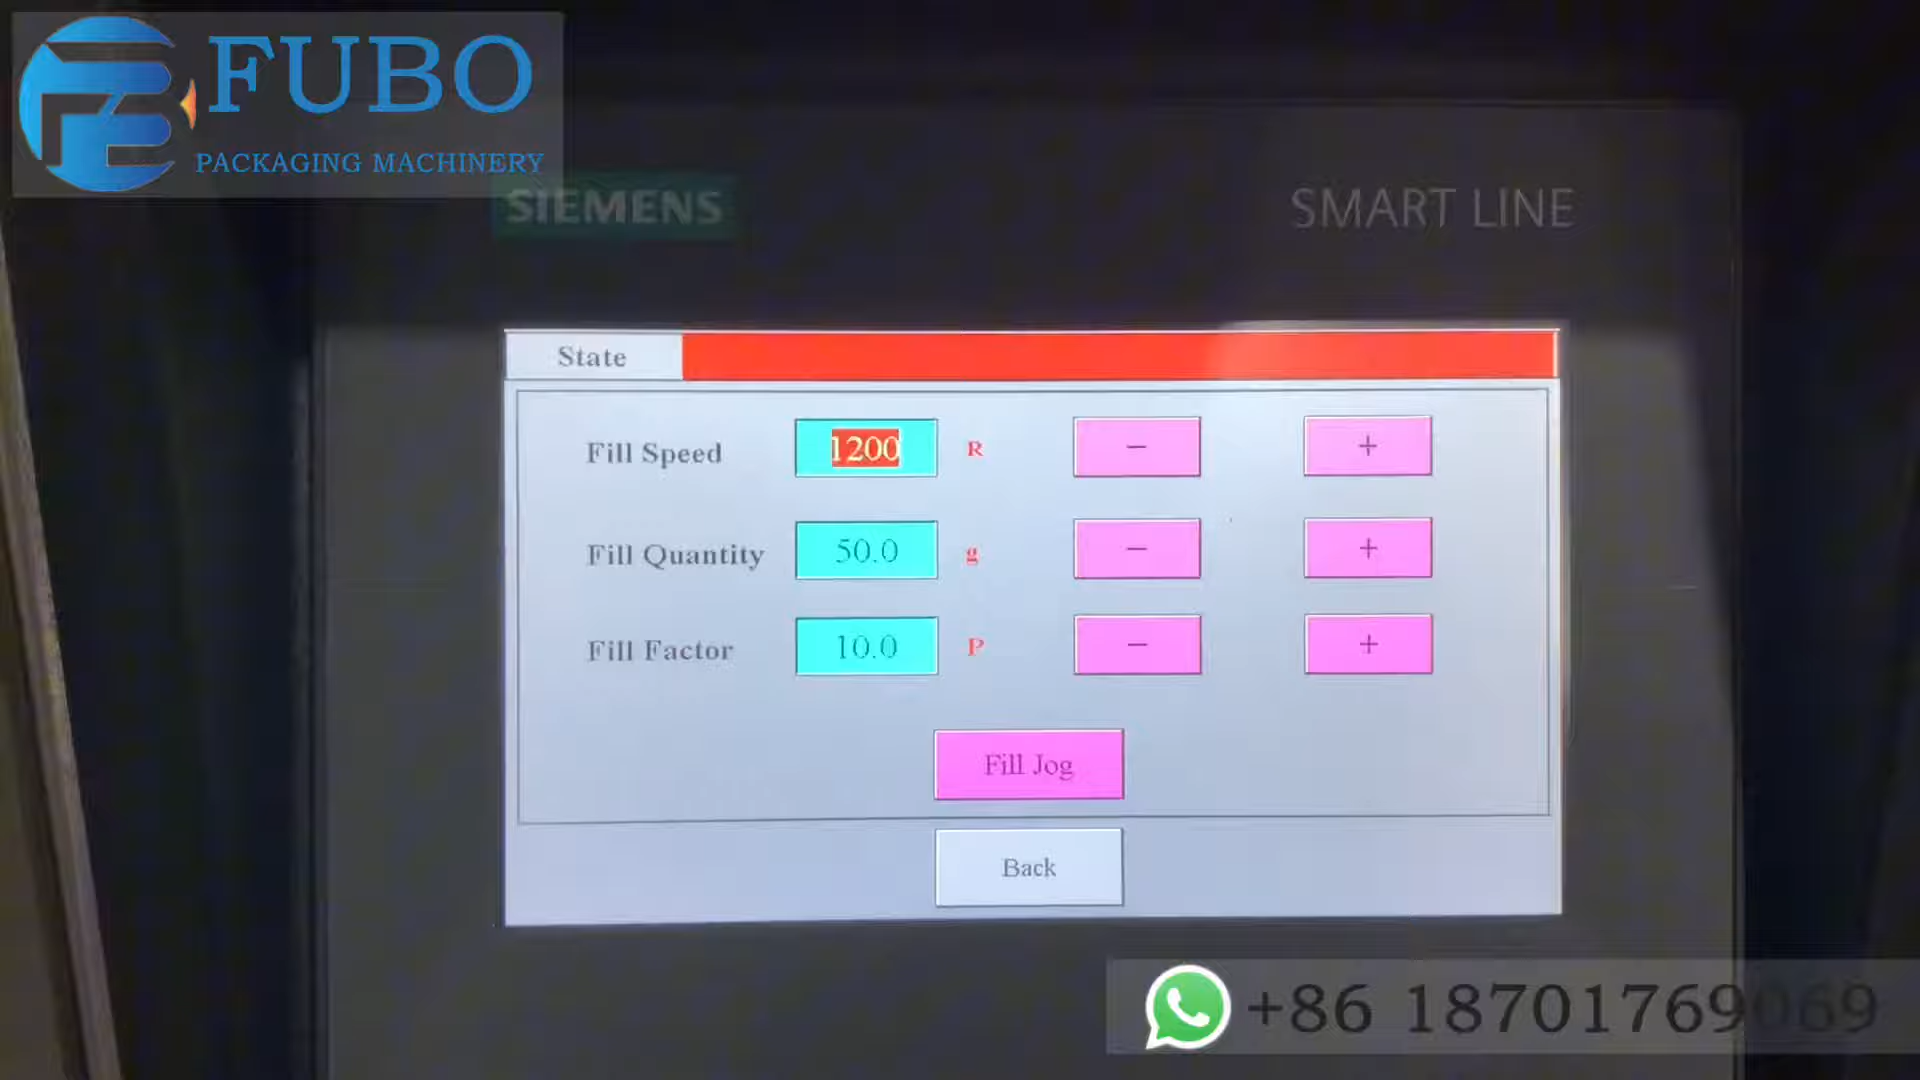 FUBO
PACKAGING MACHINERY
SIEMENS
SMART LINE
State
Fill Speed 1200 R − +
Fill Quantity 50.0 g − +
Fill Factor 10.0 P − +
Fill Jog
Back
+86 18701769069